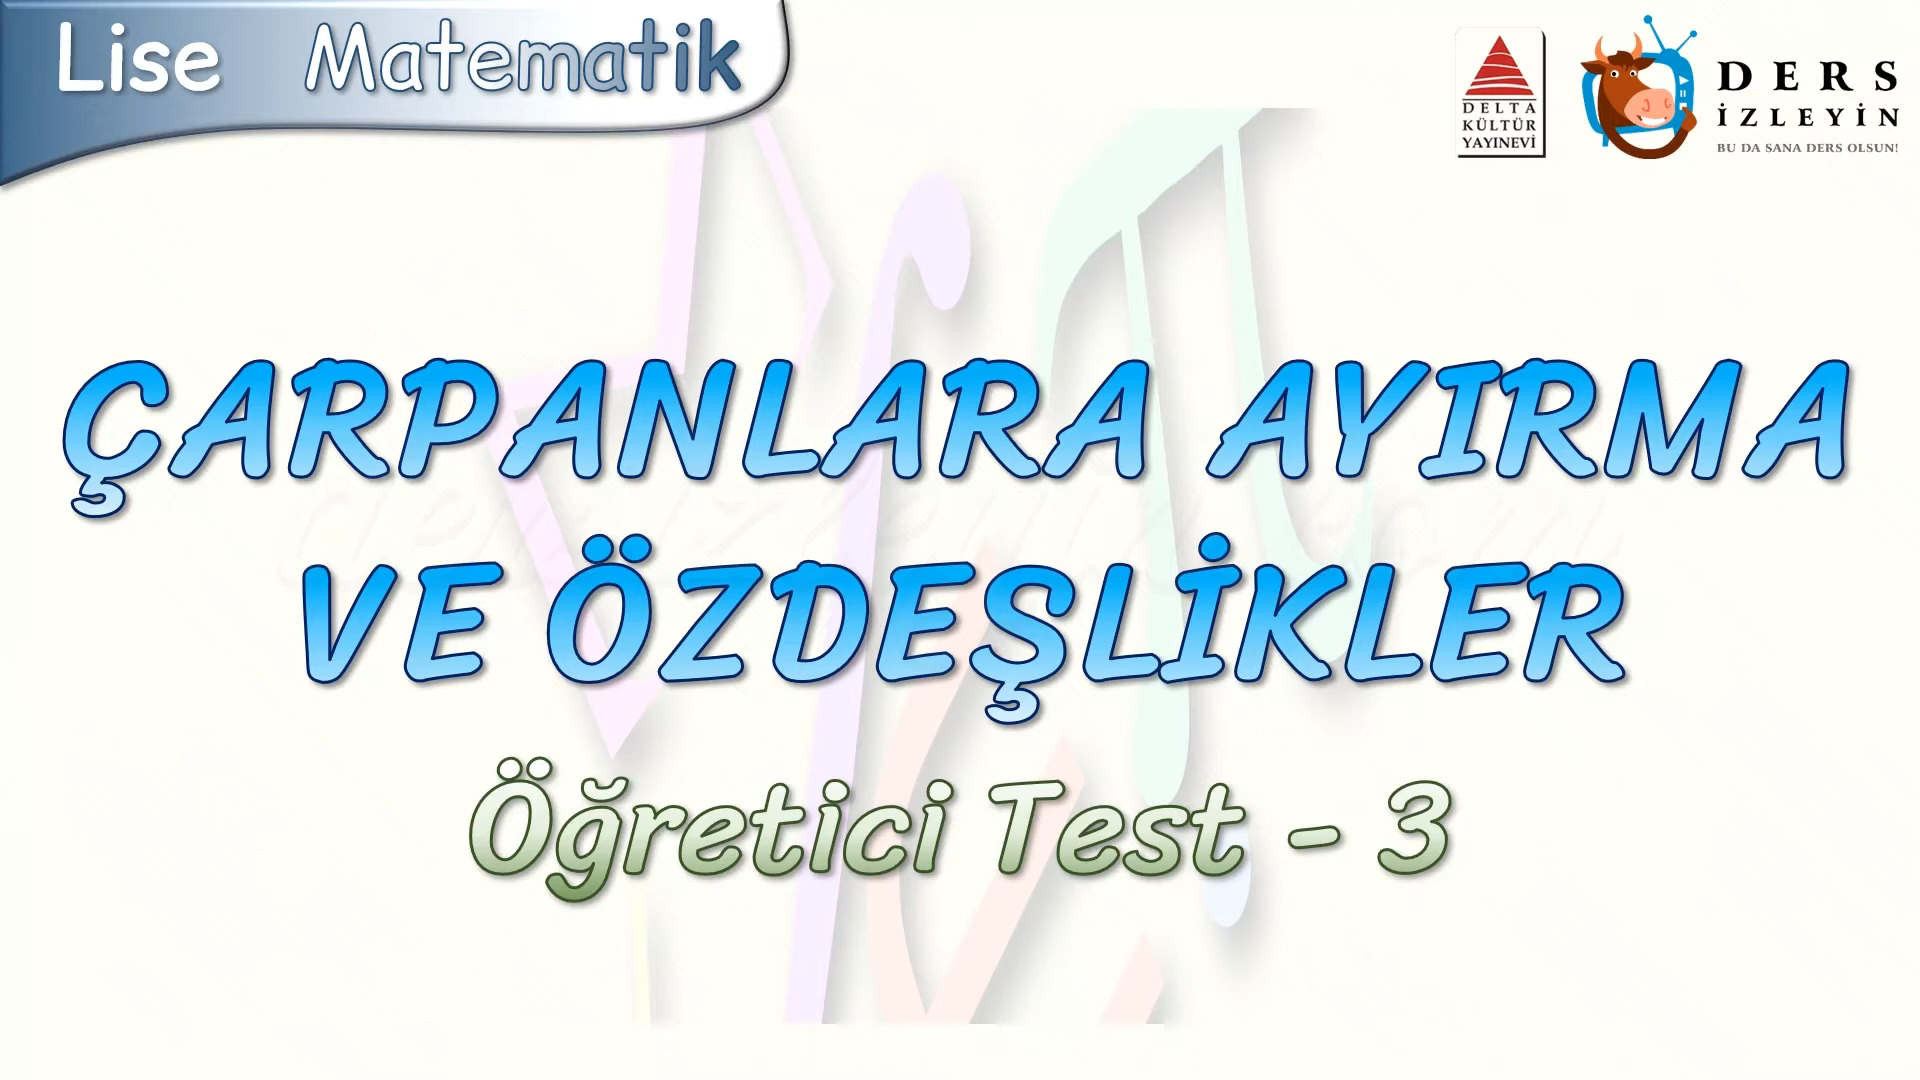 Lise Matematik
DELTA
KÜLTÜR
YAYINEVİ
DERS
İZLEYİN
BU DA SANA DERS OLSUN!
ÇARPANLARA AYIRMA
VE ÖZDEŞLİKLER
Öğretici Test - 3